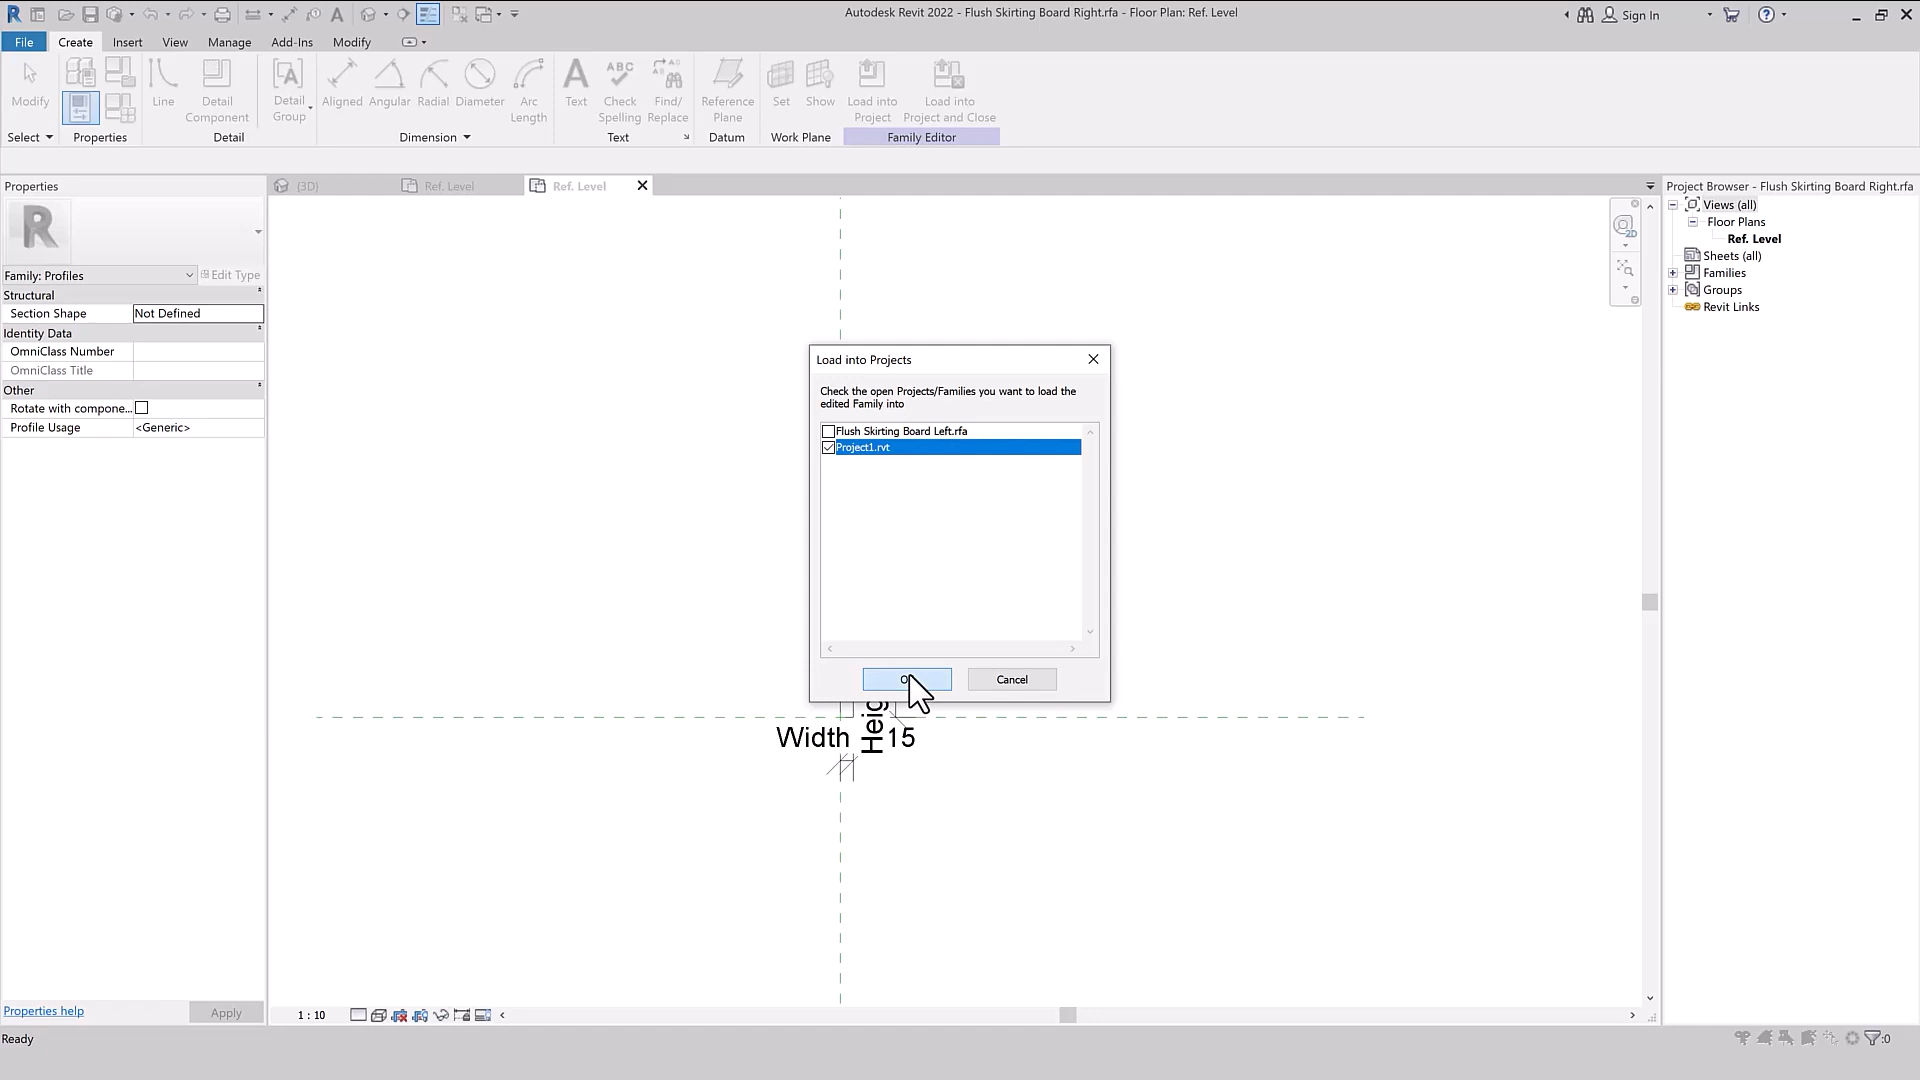 Autodesk Revit 2022 - Flush Skirting Board Right.rfa - Floor Plan: Ref. Level
Sign In
File Create Insert View Manage Add-Ins Modify
Modify
Line
Detail Component
Detail Group
Aligned Angular Radial Diameter
Arc Length
Text
ABC
Check Spelling
Find/ Replace
Reference Plane
Set Show
Load into Project
Load into Project and Close
Select Properties Detail Dimension Text Datum Work Plane Family Editor
Properties
(3D) Ref. Level Ref. Level
Project Browser - Flush Skirting Board Right.rfa
R
Family: Profiles
Edit Type
Structural
Section Shape Not Defined
Identity Data
OmniClass Number
OmniClass Title
Other
Rotate with compone...
Profile Usage <Generic>
Views (all)
Floor Plans
Ref. Level
Sheets (all)
Families
Groups
Revit Links
2D
Load into Projects
Check the open Projects/Families you want to load the
edited Family into
Flush Skirting Board Left.rfa
Project1.rvt
Cancel
Width 15
Properties help
Apply
1 : 10
Ready
:0